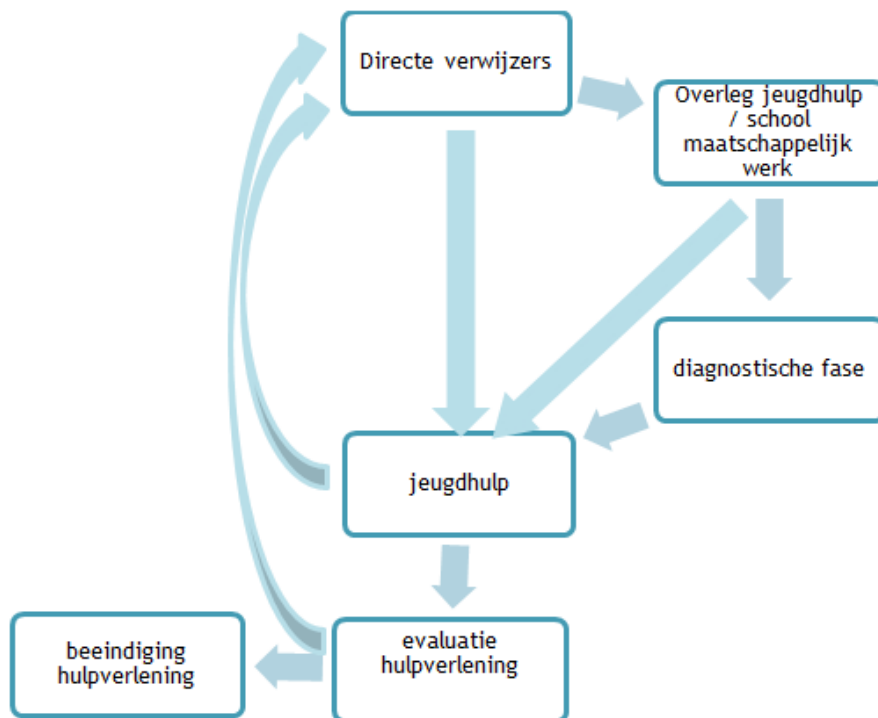 Directe verwijzers
Overleg jeugdhulp
/ school
maatschappelijk
werk
diagnostische fase
jeugdhulp
evaluatie
hulpverlening
beeindiging
hulpverlening